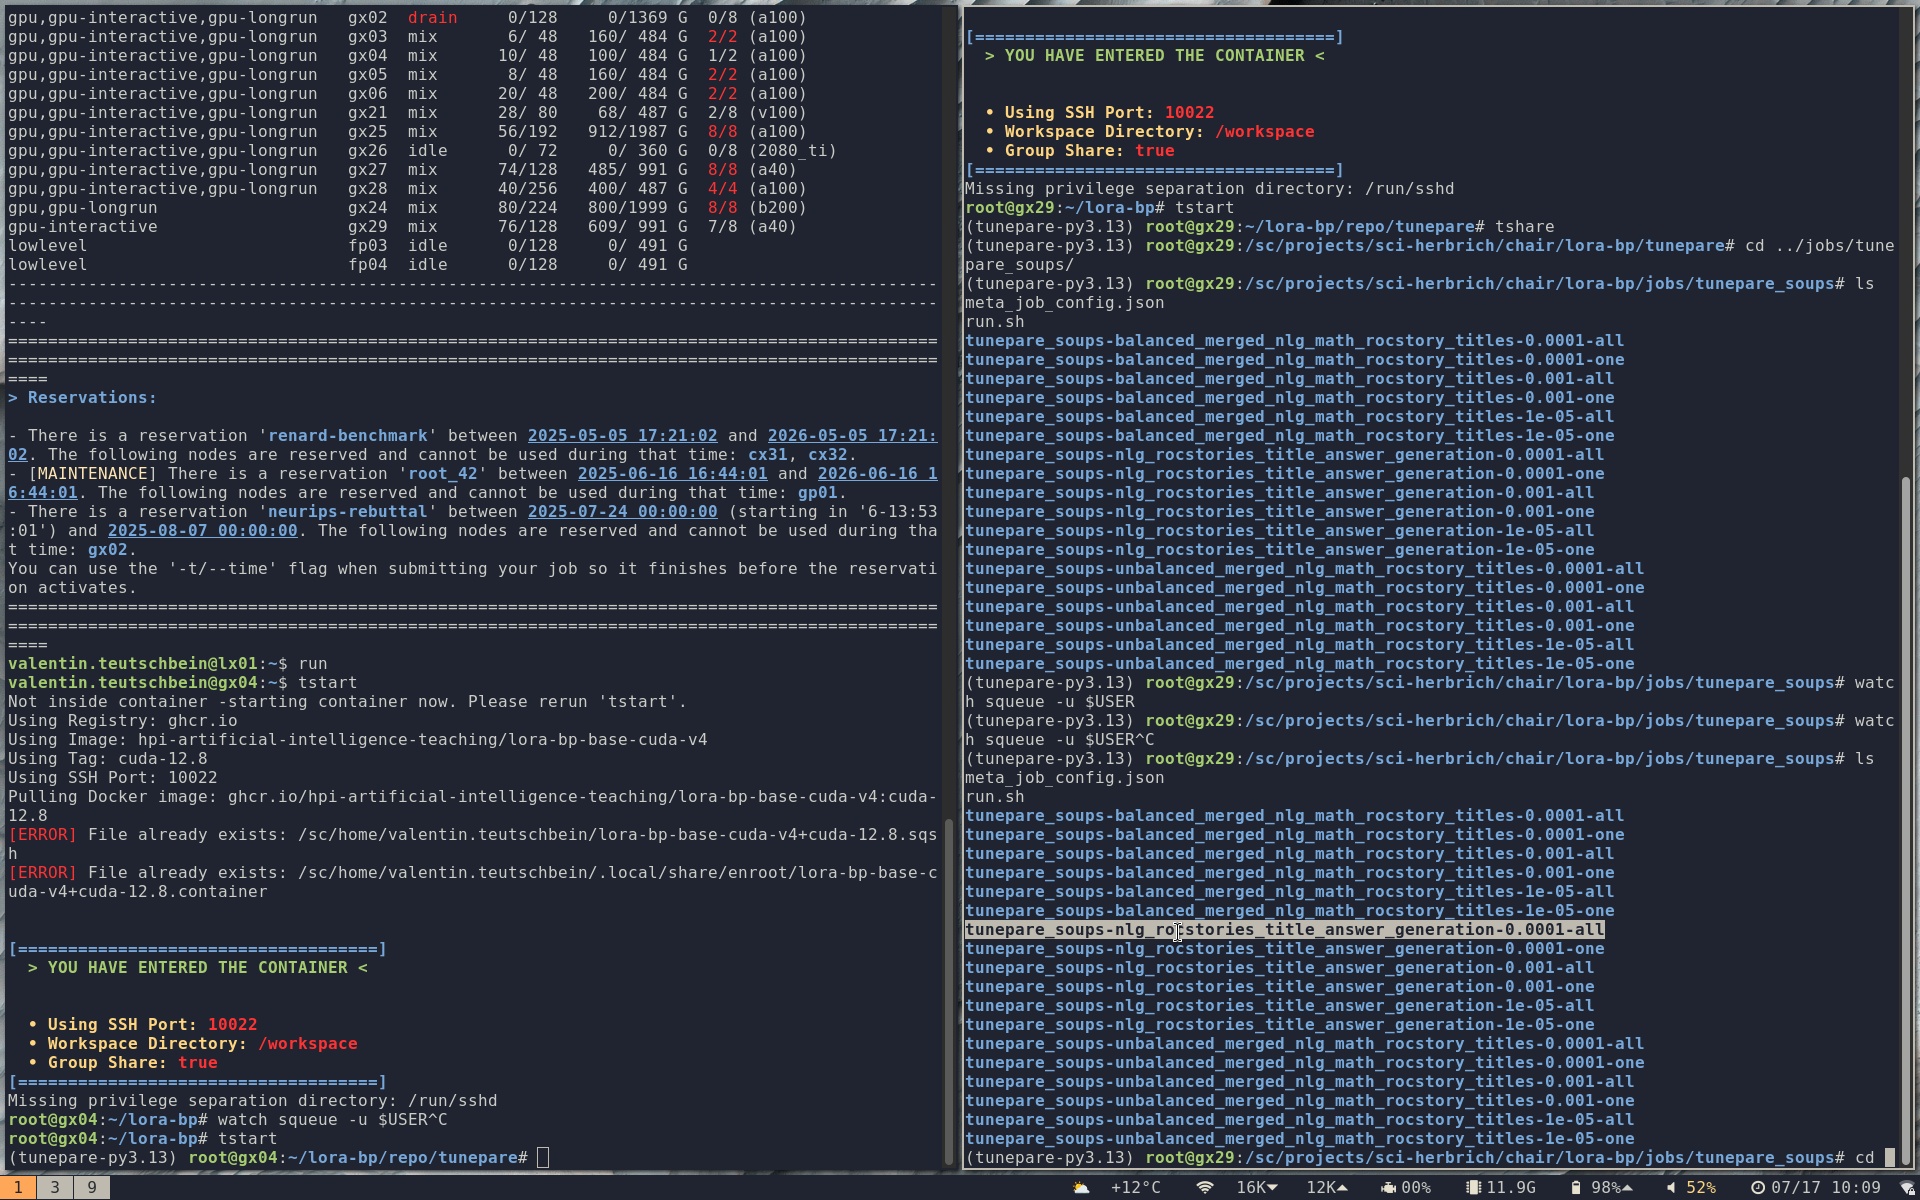 gpu,gpu-interactive,gpu-longrun   gx02  drain     0/128     0/1369 G  0/8 (a100)
gpu,gpu-interactive,gpu-longrun   gx03  mix       6/ 48   160/ 484 G  2/2 (a100)
gpu,gpu-interactive,gpu-longrun   gx04  mix      10/ 48   100/ 484 G  1/2 (a100)
gpu,gpu-interactive,gpu-longrun   gx05  mix       8/ 48   160/ 484 G  2/2 (a100)
gpu,gpu-interactive,gpu-longrun   gx06  mix      20/ 48   200/ 484 G  2/2 (a100)
gpu,gpu-interactive,gpu-longrun   gx21  mix      28/ 80    68/ 487 G  2/8 (v100)
gpu,gpu-interactive,gpu-longrun   gx25  mix      56/192   912/1987 G  8/8 (a100)
gpu,gpu-interactive,gpu-longrun   gx26  idle      0/ 72     0/ 360 G  0/8 (2080_ti)
gpu,gpu-interactive,gpu-longrun   gx27  mix      74/128   485/ 991 G  8/8 (a40)
gpu,gpu-interactive,gpu-longrun   gx28  mix      40/256   400/ 487 G  4/4 (a100)
gpu,gpu-longrun                   gx24  mix      80/224   800/1999 G  8/8 (b200)
gpu-interactive                   gx29  mix      76/128   609/ 991 G  7/8 (a40)
lowlevel                          fp03  idle      0/128     0/ 491 G
lowlevel                          fp04  idle      0/128     0/ 491 G
---------------------------------------------------------------------------------------------
---------------------------------------------------------------------------------------------
----
=============================================================================================
=============================================================================================
====
> Reservations:
- There is a reservation 'renard-benchmark' between 2025-05-05 17:21:02 and 2026-05-05 17:21:
02. The following nodes are reserved and cannot be used during that time: cx31, cx32.
- [MAINTENANCE] There is a reservation 'root_42' between 2025-06-16 16:44:01 and 2026-06-16 1
6:44:01. The following nodes are reserved and cannot be used during that time: gp01.
- There is a reservation 'neurips-rebuttal' between 2025-07-24 00:00:00 (starting in '6-13:53
:01') and 2025-08-07 00:00:00. The following nodes are reserved and cannot be used during tha
t time: gx02.
You can use the '-t/--time' flag when submitting your job so it finishes before the reservati
on activates.
=============================================================================================
=============================================================================================
====
valentin.teutschbein@lx01:~$ run
valentin.teutschbein@gx04:~$ tstart
Not inside container -starting container now. Please rerun 'tstart'.
Using Registry: ghcr.io
Using Image: hpi-artificial-intelligence-teaching/lora-bp-base-cuda-v4
Using Tag: cuda-12.8
Using SSH Port: 10022
Pulling Docker image: ghcr.io/hpi-artificial-intelligence-teaching/lora-bp-base-cuda-v4:cuda-
12.8
[ERROR] File already exists: /sc/home/valentin.teutschbein/lora-bp-base-cuda-v4+cuda-12.8.sqs
h
[ERROR] File already exists: /sc/home/valentin.teutschbein/.local/share/enroot/lora-bp-base-c
uda-v4+cuda-12.8.container
[====================================]
> YOU HAVE ENTERED THE CONTAINER <
• Using SSH Port: 10022
• Workspace Directory: /workspace
• Group Share: true
[====================================]
Missing privilege separation directory: /run/sshd
root@gx04:~/lora-bp# watch squeue -u $USER^C
root@gx04:~/lora-bp# tstart
(tunepare-py3.13) root@gx04:~/lora-bp/repo/tunepare#
[====================================]
> YOU HAVE ENTERED THE CONTAINER <
• Using SSH Port: 10022
• Workspace Directory: /workspace
• Group Share: true
[====================================]
Missing privilege separation directory: /run/sshd
root@gx29:~/lora-bp# tstart
(tunepare-py3.13) root@gx29:~/lora-bp/repo/tunepare# tshare
(tunepare-py3.13) root@gx29:/sc/projects/sci-herbrich/chair/lora-bp/tunepare# cd ../jobs/tune
pare_soups/
(tunepare-py3.13) root@gx29:/sc/projects/sci-herbrich/chair/lora-bp/jobs/tunepare_soups# ls
meta_job_config.json
run.sh
tunepare_soups-balanced_merged_nlg_math_rocstory_titles-0.0001-all
tunepare_soups-balanced_merged_nlg_math_rocstory_titles-0.0001-one
tunepare_soups-balanced_merged_nlg_math_rocstory_titles-0.001-all
tunepare_soups-balanced_merged_nlg_math_rocstory_titles-0.001-one
tunepare_soups-balanced_merged_nlg_math_rocstory_titles-1e-05-all
tunepare_soups-balanced_merged_nlg_math_rocstory_titles-1e-05-one
tunepare_soups-nlg_rocstories_title_answer_generation-0.0001-all
tunepare_soups-nlg_rocstories_title_answer_generation-0.0001-one
tunepare_soups-nlg_rocstories_title_answer_generation-0.001-all
tunepare_soups-nlg_rocstories_title_answer_generation-0.001-one
tunepare_soups-nlg_rocstories_title_answer_generation-1e-05-all
tunepare_soups-nlg_rocstories_title_answer_generation-1e-05-one
tunepare_soups-unbalanced_merged_nlg_math_rocstory_titles-0.0001-all
tunepare_soups-unbalanced_merged_nlg_math_rocstory_titles-0.0001-one
tunepare_soups-unbalanced_merged_nlg_math_rocstory_titles-0.001-all
tunepare_soups-unbalanced_merged_nlg_math_rocstory_titles-0.001-one
tunepare_soups-unbalanced_merged_nlg_math_rocstory_titles-1e-05-all
tunepare_soups-unbalanced_merged_nlg_math_rocstory_titles-1e-05-one
(tunepare-py3.13) root@gx29:/sc/projects/sci-herbrich/chair/lora-bp/jobs/tunepare_soups# watc
h squeue -u $USER
(tunepare-py3.13) root@gx29:/sc/projects/sci-herbrich/chair/lora-bp/jobs/tunepare_soups# watc
h squeue -u $USER^C
(tunepare-py3.13) root@gx29:/sc/projects/sci-herbrich/chair/lora-bp/jobs/tunepare_soups# ls
meta_job_config.json
run.sh
tunepare_soups-balanced_merged_nlg_math_rocstory_titles-0.0001-all
tunepare_soups-balanced_merged_nlg_math_rocstory_titles-0.0001-one
tunepare_soups-balanced_merged_nlg_math_rocstory_titles-0.001-all
tunepare_soups-balanced_merged_nlg_math_rocstory_titles-0.001-one
tunepare_soups-balanced_merged_nlg_math_rocstory_titles-1e-05-all
tunepare_soups-balanced_merged_nlg_math_rocstory_titles-1e-05-one
tunepare_soups-nlg_rocstories_title_answer_generation-0.0001-all
tunepare_soups-nlg_rocstories_title_answer_generation-0.0001-one
tunepare_soups-nlg_rocstories_title_answer_generation-0.001-all
tunepare_soups-nlg_rocstories_title_answer_generation-0.001-one
tunepare_soups-nlg_rocstories_title_answer_generation-1e-05-all
tunepare_soups-nlg_rocstories_title_answer_generation-1e-05-one
tunepare_soups-unbalanced_merged_nlg_math_rocstory_titles-0.0001-all
tunepare_soups-unbalanced_merged_nlg_math_rocstory_titles-0.0001-one
tunepare_soups-unbalanced_merged_nlg_math_rocstory_titles-0.001-all
tunepare_soups-unbalanced_merged_nlg_math_rocstory_titles-0.001-one
tunepare_soups-unbalanced_merged_nlg_math_rocstory_titles-1e-05-all
tunepare_soups-unbalanced_merged_nlg_math_rocstory_titles-1e-05-one
(tunepare-py3.13) root@gx29:/sc/projects/sci-herbrich/chair/lora-bp/jobs/tunepare_soups# cd
1 3 9 +12°C 16K 12K 00% 11.9G 98% 52% 07/17 10:09